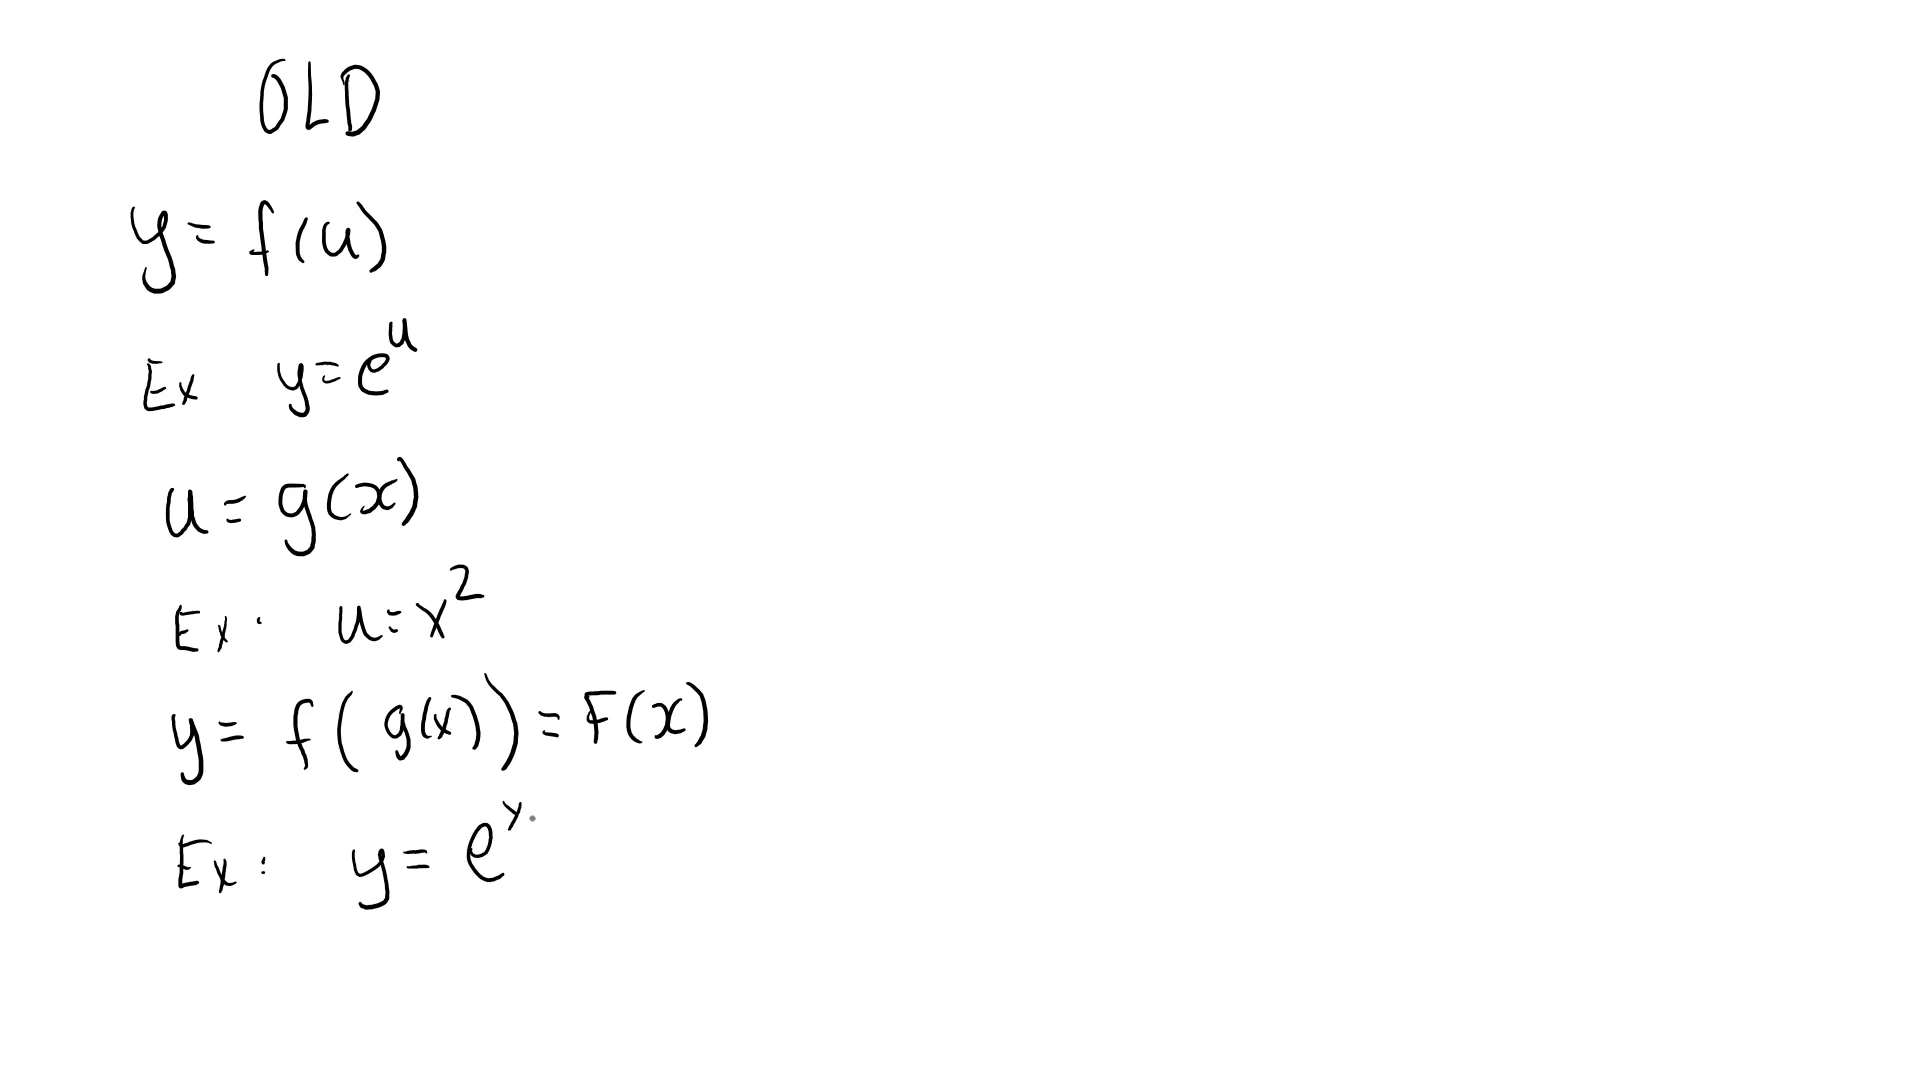 OLD
y = f(u)
Ex y = e^u
u = g(x)
Ex. u = x^2
y = f(g(x)) = F(x)
Ex: y = e^x